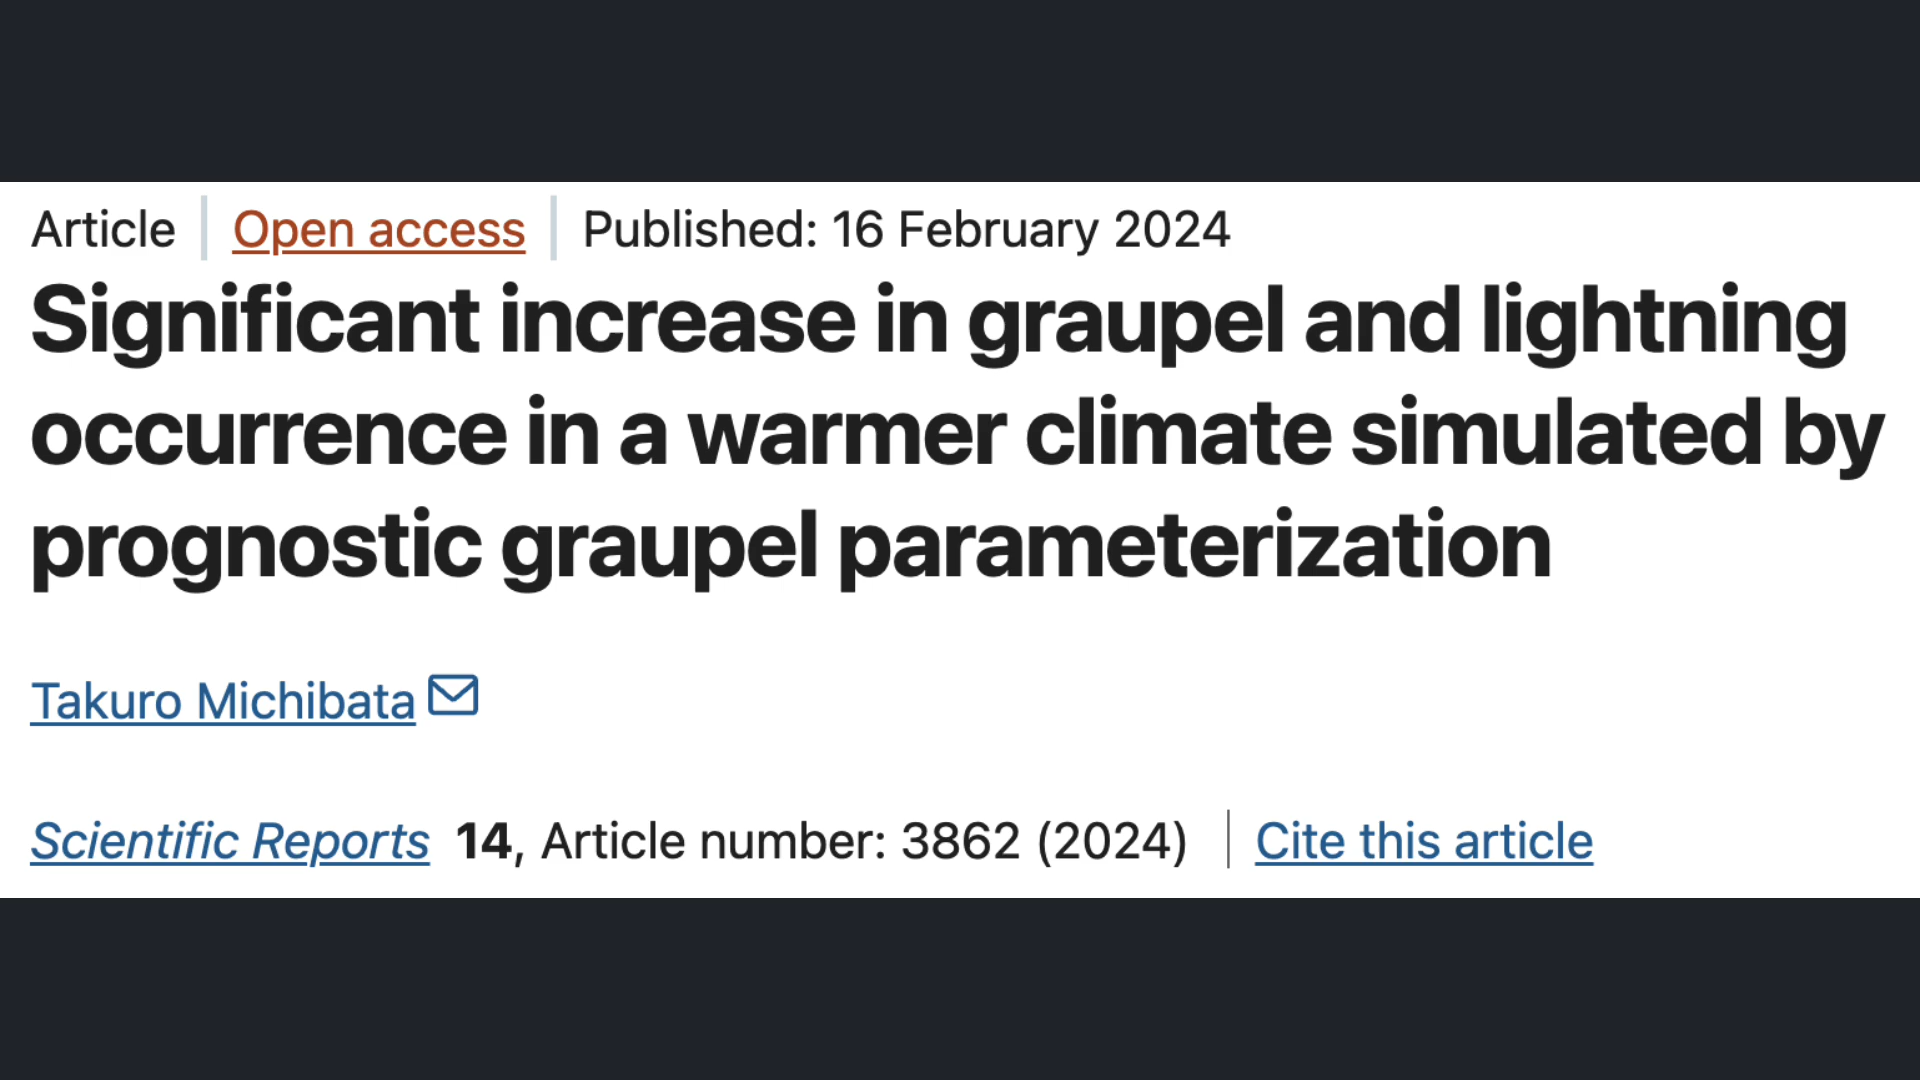 Article | Open access | Published: 16 February 2024
Significant increase in graupel and lightning
occurrence in a warmer climate simulated by
prognostic graupel parameterization
Takuro Michibata
Scientific Reports 14, Article number: 3862 (2024) | Cite this article